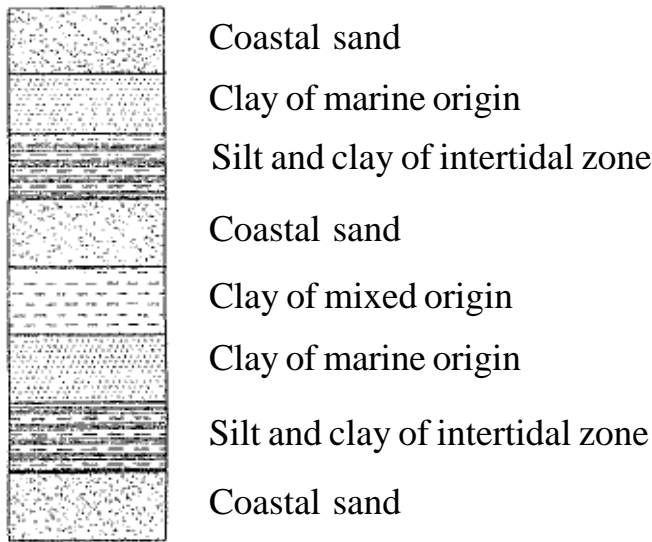 Coastal sand
Clay of marine origin
Silt and clay of intertidal zone
Coastal sand
Clay of mixed origin
Clay of marine origin
Silt and clay of intertidal zone
Coastal sand